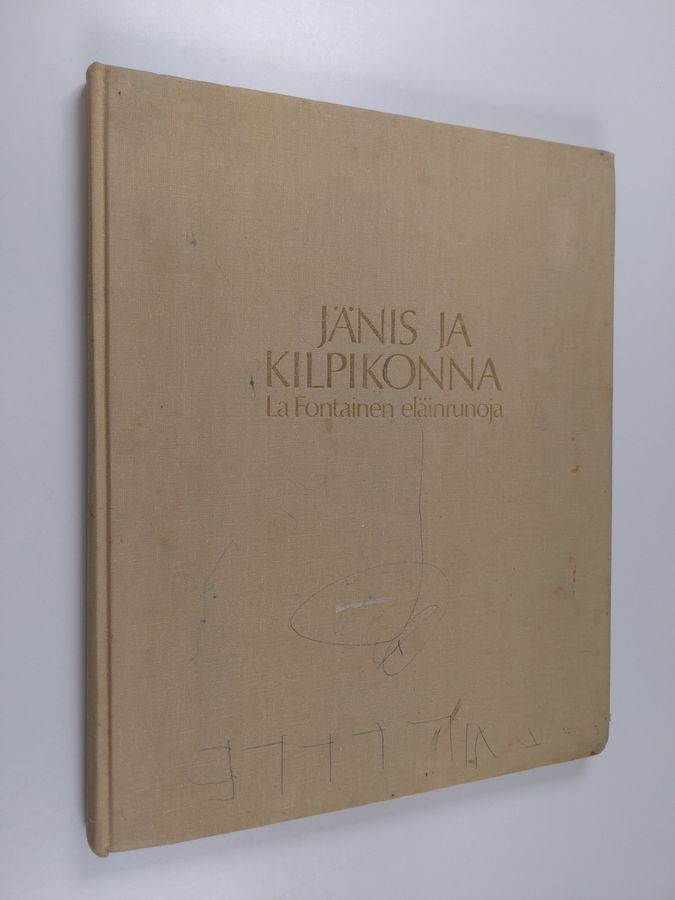 JÄNIS JA
KILPIKONNA
La Fontainen eläinrunoja